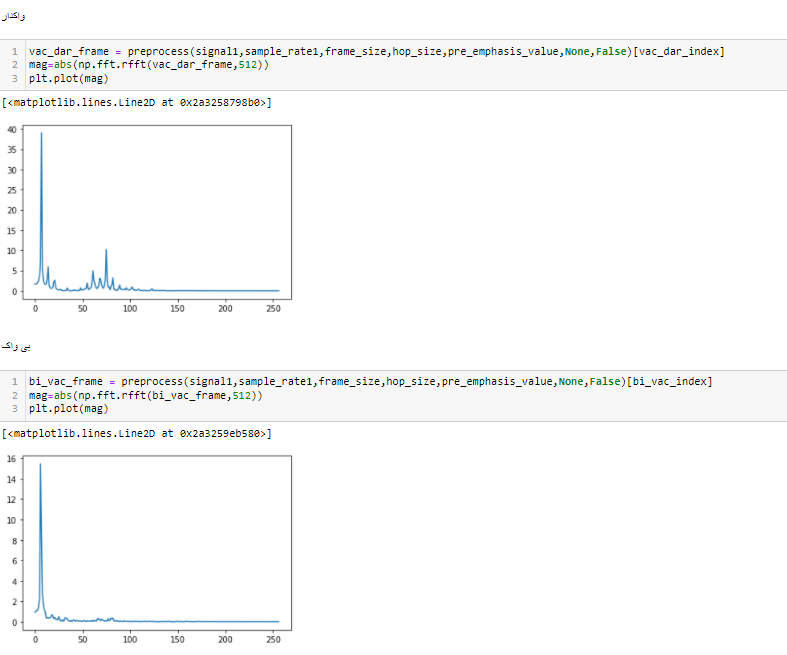 واکدار
1 vac_dar_frame = preprocess(signal1,sample_rate1,frame_size,hop_size,pre_emphasis_value,None,False)[vac_dar_index]
2 mag=abs(np.fft.rfft(vac_dar_frame,512))
3 plt.plot(mag)
[<matplotlib.lines.Line2D at 0x2a3258798b0>]
40
35
30
25
20
15
10
5
0
0 50 100 150 200 250
بی واک
1 bi_vac_frame = preprocess(signal1,sample_rate1,frame_size,hop_size,pre_emphasis_value,None,False)[bi_vac_index]
2 mag=abs(np.fft.rfft(bi_vac_frame,512))
3 plt.plot(mag)
[<matplotlib.lines.Line2D at 0x2a3259eb580>]
16
14
12
10
8
6
4
2
0
0 50 100 150 200 250